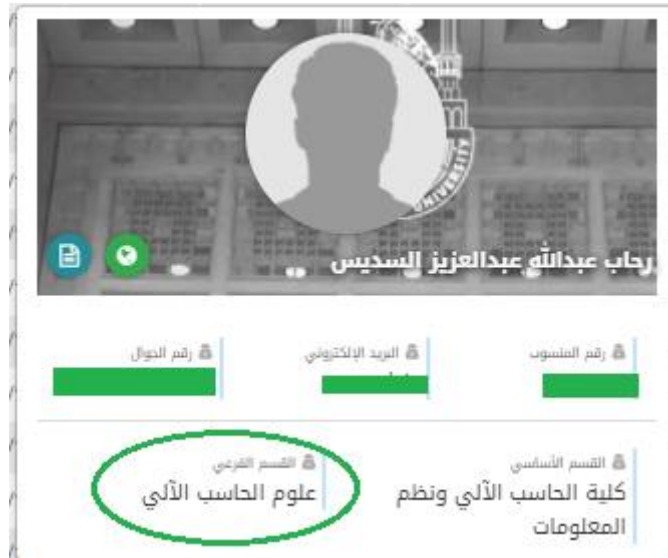 UNIVERSITY
رحاب عبدالله عبدالعزيز السديس
رقم المنسوب
البريد الإلكتروني
رقم الجوال
القسم الأساسي
كلية الحاسب الآلي ونظم
المعلومات
القسم الفرعي
علوم الحاسب الآلي